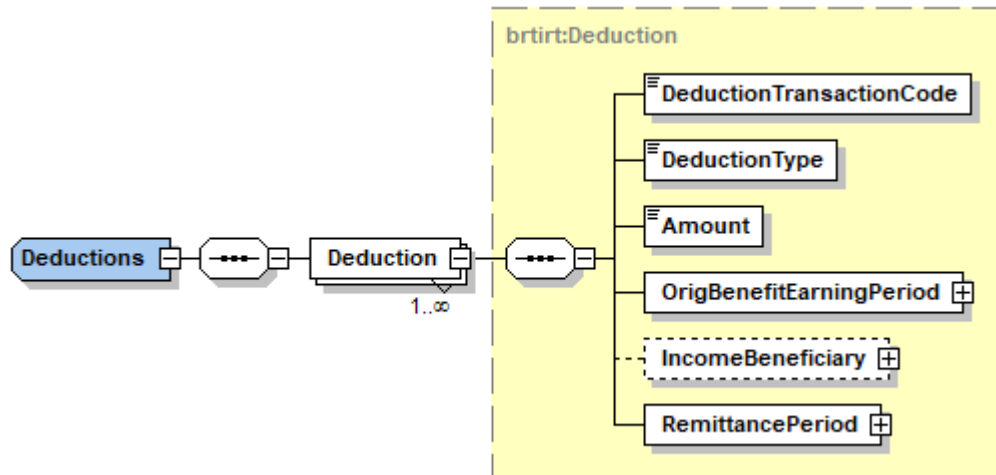 brtirt:Deduction
DeductionTransactionCode
DeductionType
Amount
Deductions
Deduction
1..∞
OrigBenefitEarningPeriod
IncomeBeneficiary
RemittancePeriod